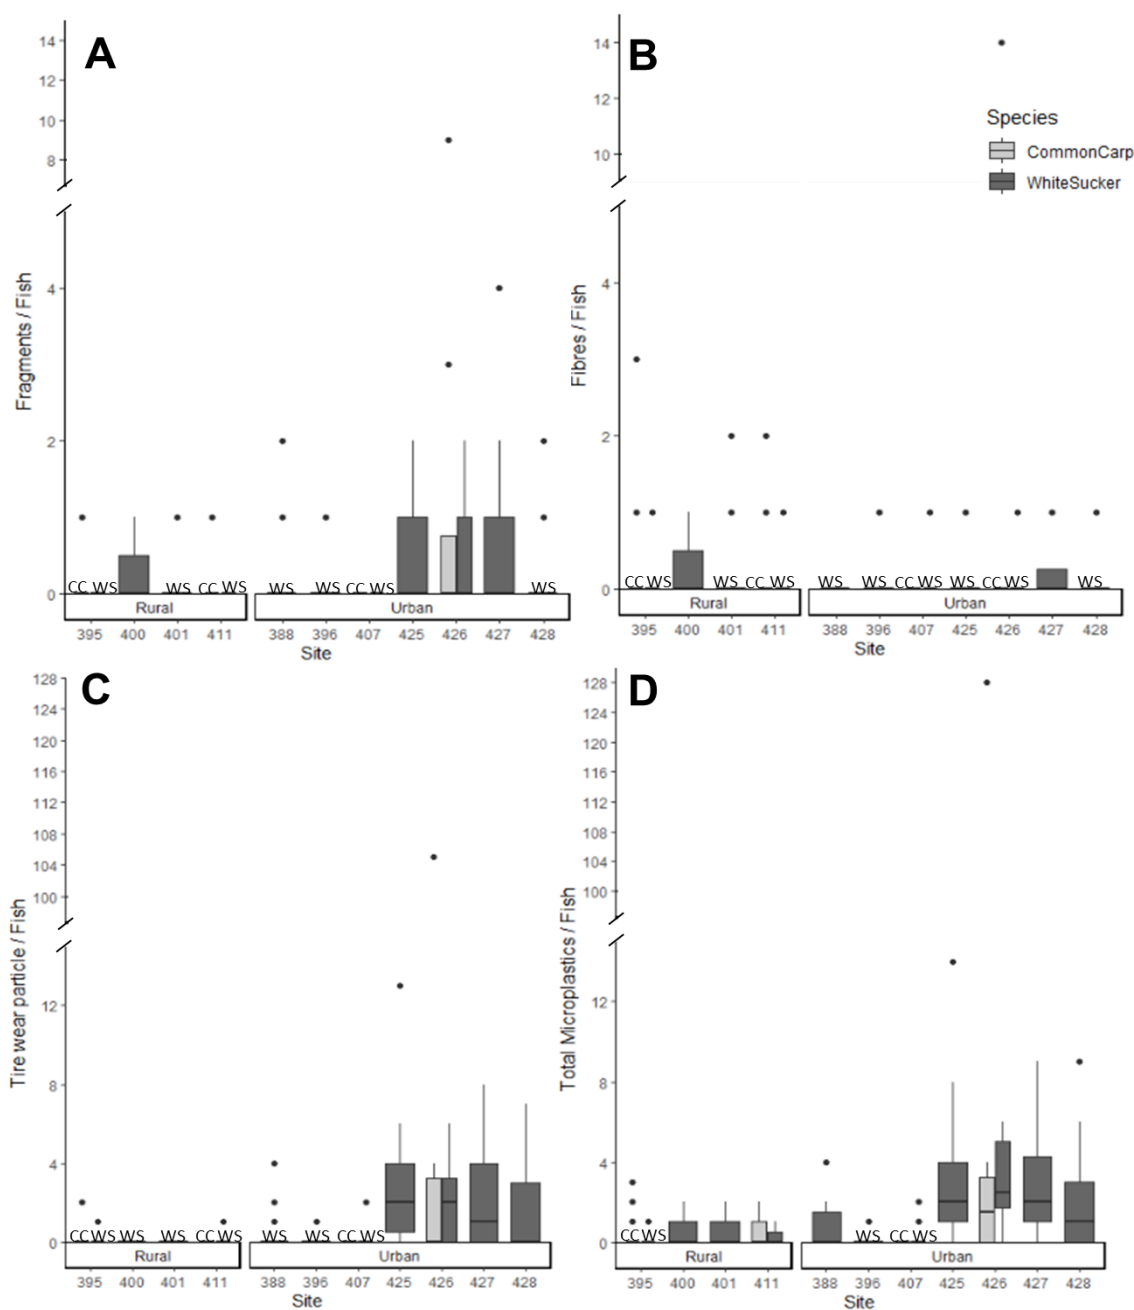 A
14
12
10
8
4
2
0
Fragments / Fish
CC WS WS CC WS WS WS CC WS WS
Rural Urban
395 400 401 411 388 396 407 425 426 427 428
Site
B
14
12
10
4
2
0
Fibres / Fish
Species
CommonCarp
WhiteSucker
CC WS WS CC WS WS WS CC WS WS CC WS WS
Rural Urban
395 400 401 411 388 396 407 425 426 427 428
Site
C
128
124
120
116
112
108
104
100
12
8
4
0
Tire wear particle / Fish
CC WS WS WS CC WS WS WS CC WS
Rural Urban
395 400 401 411 388 396 407 425 426 427 428
Site
D
128
124
120
116
112
108
104
100
12
8
4
0
Total Microplastics / Fish
CC WS WS CC WS
Rural Urban
395 400 401 411 388 396 407 425 426 427 428
Site